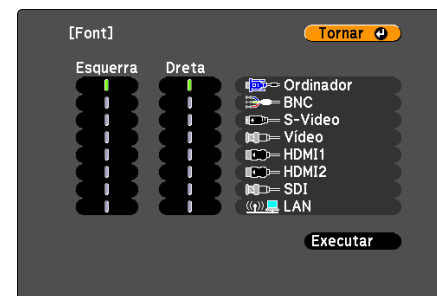 [Font]
Tornar
Esquerra Dreta
Ordinador
BNC
S-Video
Vídeo
HDMI1
HDMI2
SDI
LAN
Executar